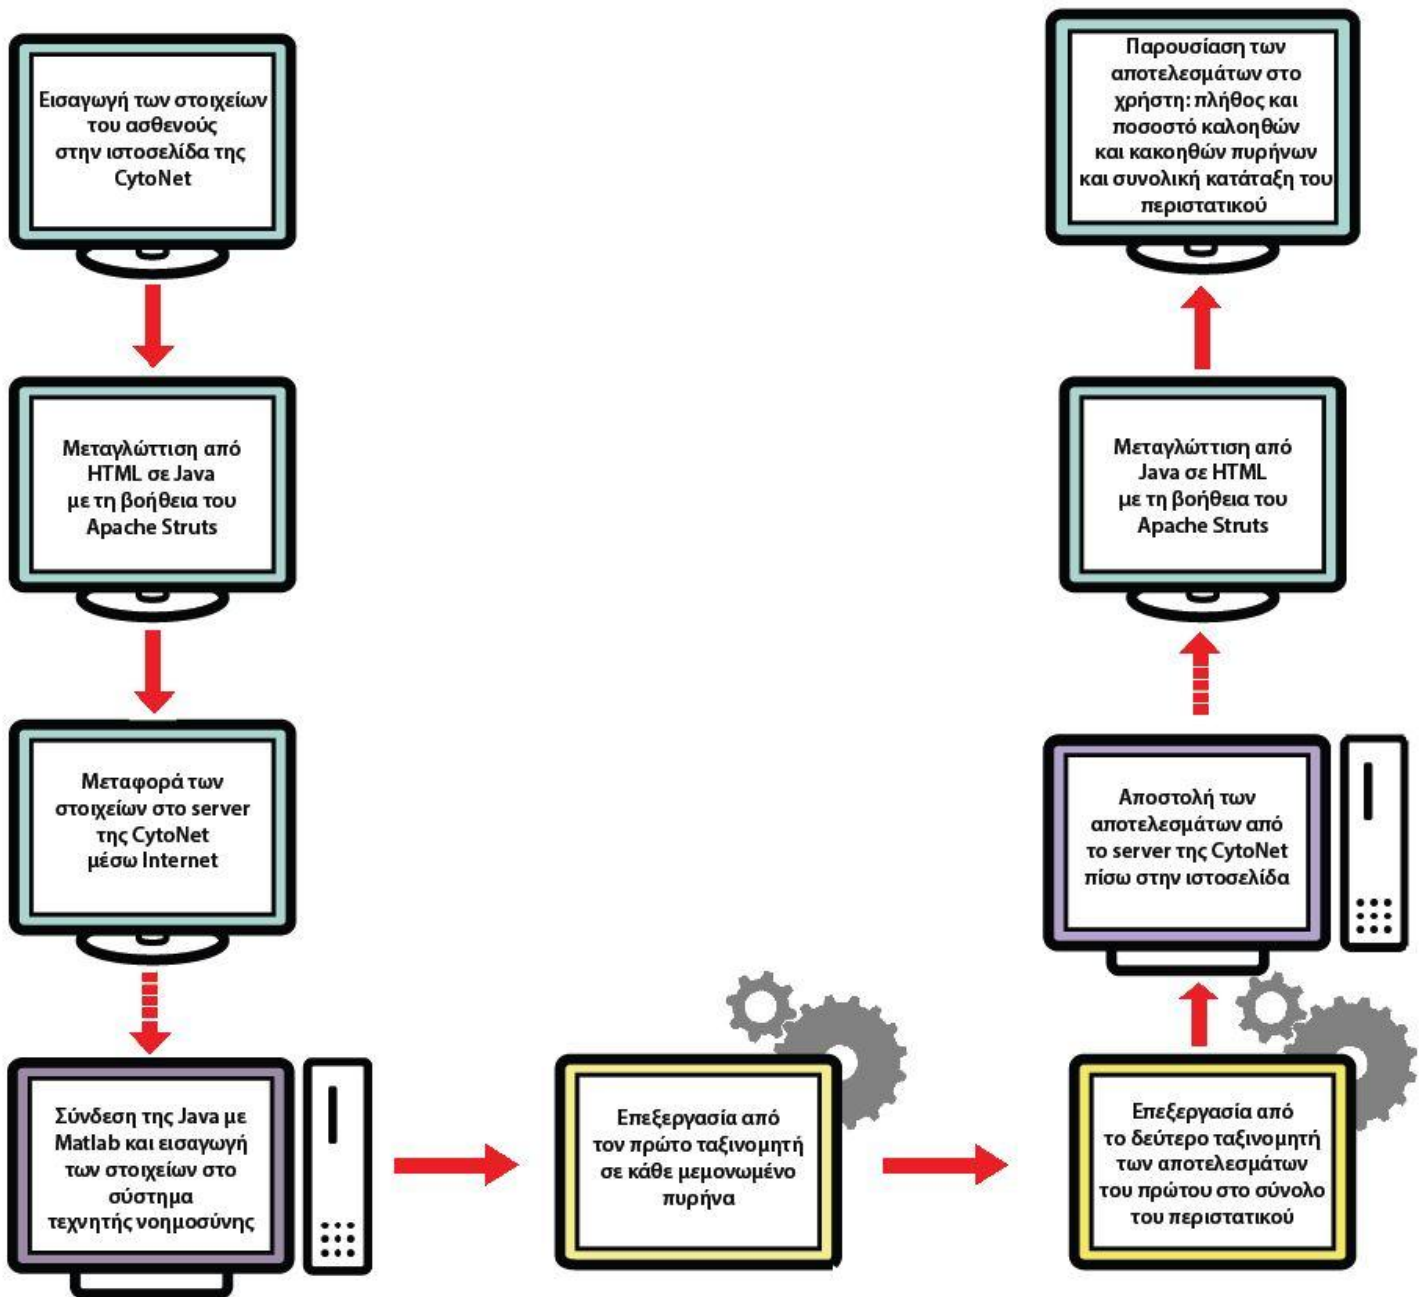 Εισαγωγή των στοιχείων
του ασθενούς
στην ιστοσελίδα της
CytoNet
Μεταγλώττιση από
HTML σε Java
με τη βοήθεια του
Apache Struts
Μεταφορά των
στοιχείων στο server
της CytoNet
μέσω Internet
Σύνδεση της Java με
Matlab και εισαγωγή
των στοιχείων στο
σύστημα
τεχνητής νοημοσύνης
Επεξεργασία από
τον πρώτο ταξινομητή
σε κάθε μεμονωμένο
πυρήνα
Επεξεργασία από
το δεύτερο ταξινομητή
των αποτελεσμάτων
του πρώτου στο σύνολο
του περιστατικού
Αποστολή των
αποτελεσμάτων από
το server της CytoNet
πίσω στην ιστοσελίδα
Μεταγλώττιση από
Java σε HTML
με τη βοήθεια του
Apache Struts
Παρουσίαση των
αποτελεσμάτων στο
χρήστη: πλήθος και
ποσοστό καλοηθών
και κακοηθών πυρήνων
και συνολική κατάταξη του
περιστατικού